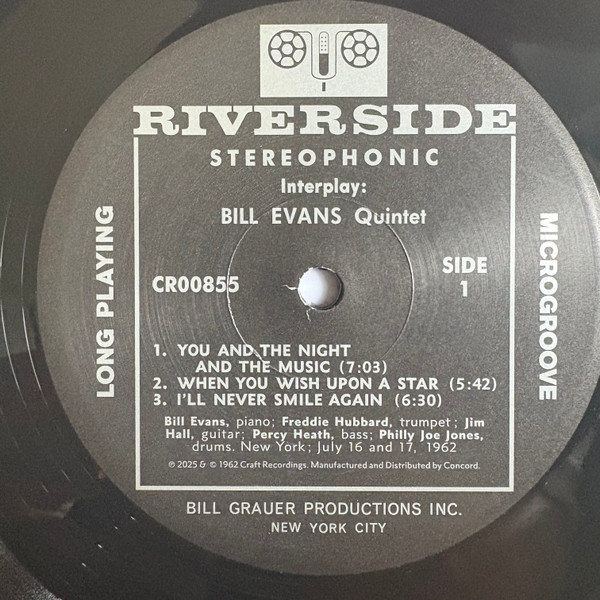 RIVERSIDE
STEREOPHONIC
Interplay:
BILL EVANS Quintet
LONG PLAYING
MICROGROOVE
CR00855
SIDE
1
1. YOU AND THE NIGHT
AND THE MUSIC (7:03)
2. WHEN YOU WISH UPON A STAR (5:42)
3. I'LL NEVER SMILE AGAIN (6:30)
Bill Evans, piano; Freddie Hubbard, trumpet; Jim
Hall, guitar; Percy Heath, bass; Philly Joe Jones,
drums. New York; July 16 and 17, 1962
℗ 2025 & © 1962 Craft Recordings. Manufactured and Distributed by Concord.
BILL GRAUER PRODUCTIONS INC.
NEW YORK CITY